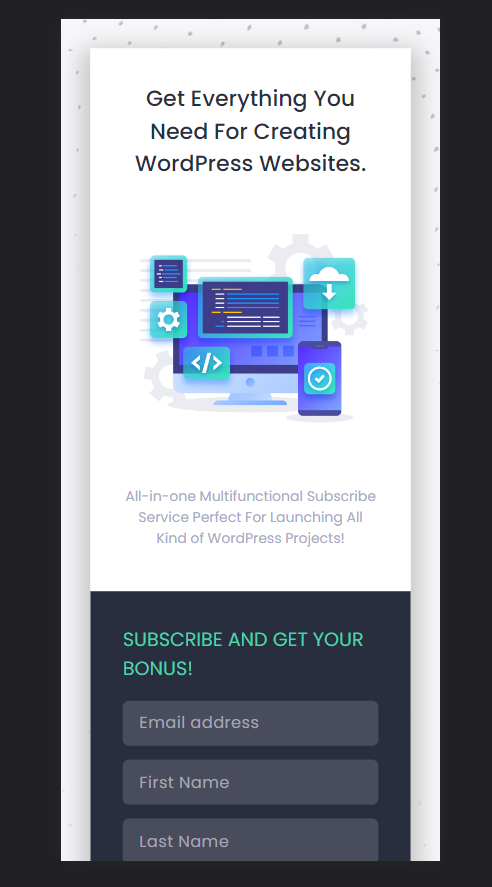 Get Everything You
Need For Creating
WordPress Websites.
</>
All-in-one Multifunctional Subscribe
Service Perfect For Launching All
Kind of WordPress Projects!
SUBSCRIBE AND GET YOUR
BONUS!
Email address
First Name
Last Name